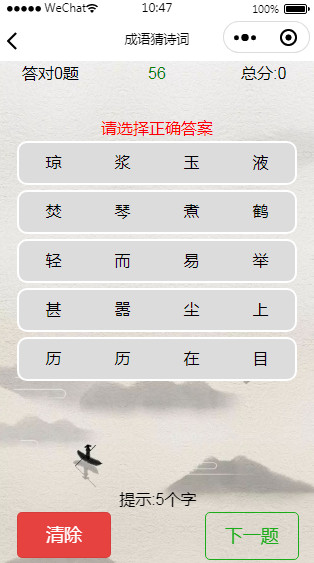 WeChat 10:47 100%
成语猜诗词
答对0题 56 总分:0
请选择正确答案
琼 浆 玉 液
焚 琴 煮 鹤
轻 而 易 举
甚 嚣 尘 上
历 历 在 目
提示:5个字
清除 下一题